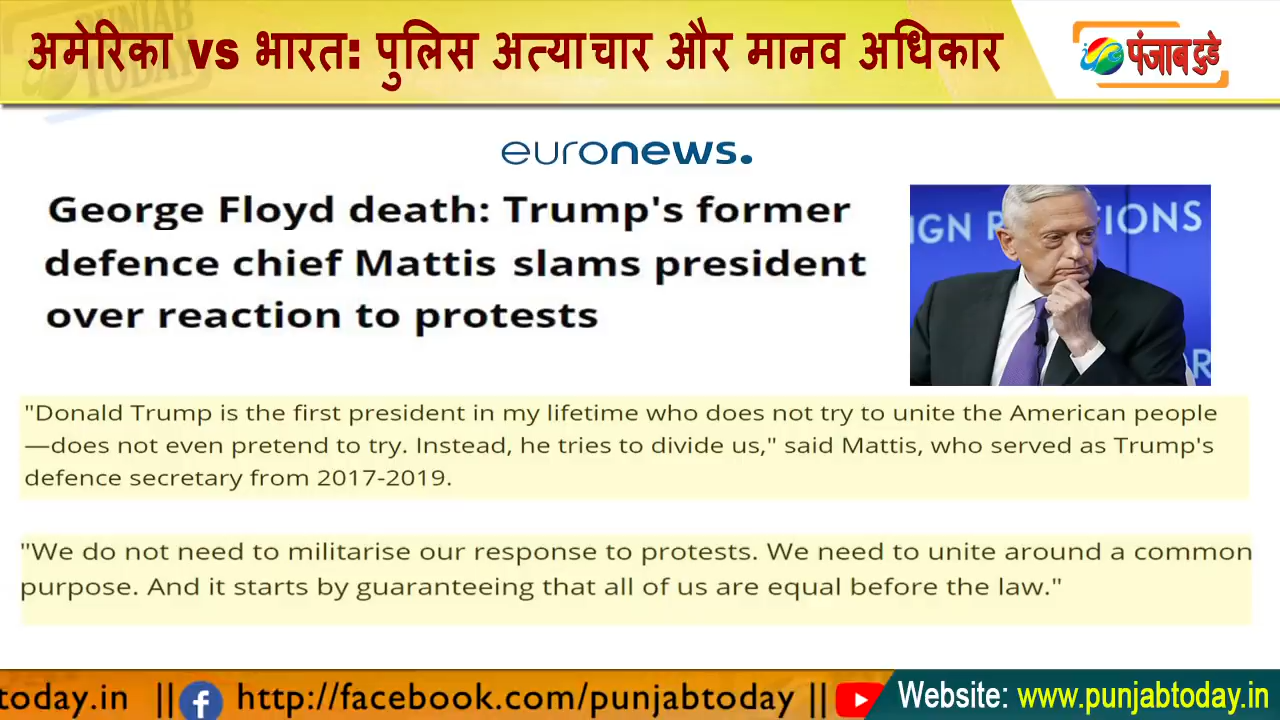 अमेरिका vs भारत: पुलिस अत्याचार और मानव अधिकार
पंजाब टुडे
PUNJAB
TODAY
euronews.
George Floyd death: Trump's former
defence chief Mattis slams president
over reaction to protests
IGN RELATIONS
"Donald Trump is the first president in my lifetime who does not try to unite the American people
—does not even pretend to try. Instead, he tries to divide us," said Mattis, who served as Trump's
defence secretary from 2017-2019.
"We do not need to militarise our response to protests. We need to unite around a common
purpose. And it starts by guaranteeing that all of us are equal before the law."
today.in || http://facebook.com/punjabtoday || Website: www.punjabtoday.in